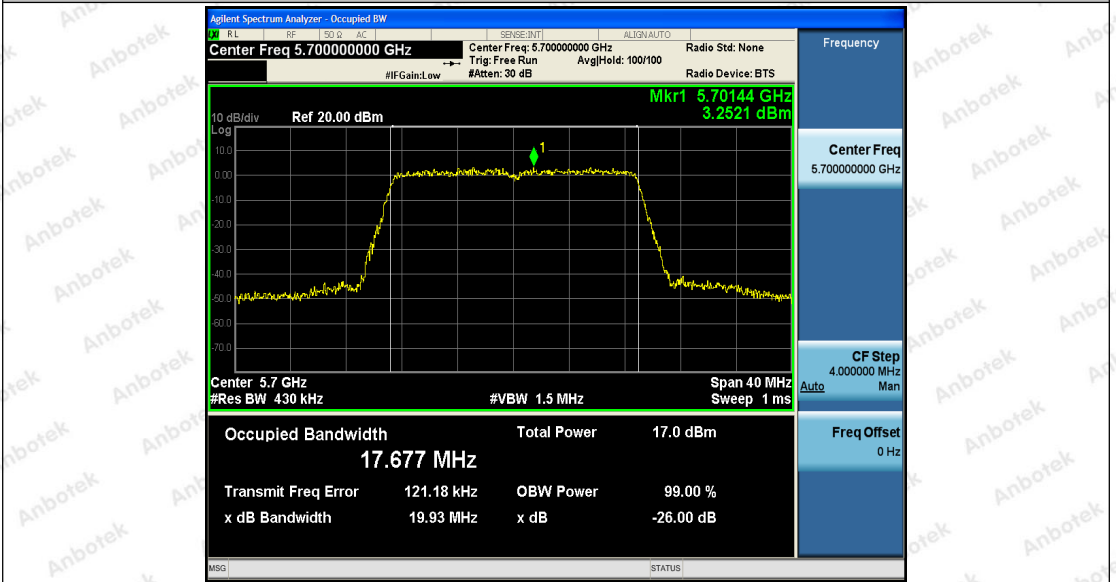 Agilent Spectrum Analyzer - Occupied BW
RL RF 50 Ω AC SENSE:INT ALIGNAUTO
Center Freq 5.700000000 GHz
Center Freq: 5.700000000 GHz Radio Std: None
Trig: Free Run Avg|Hold: 100/100
#IFGain:Low #Atten: 30 dB Radio Device: BTS
Mkr1 5.70144 GHz
3.2521 dBm
10 dB/div Ref 20.00 dBm
Log
10.0
0.00
-10.0
-20.0
-30.0
-40.0
-50.0
-60.0
-70.0
1
Center 5.7 GHz Span 40 MHz
#Res BW 430 kHz #VBW 1.5 MHz Sweep 1 ms
Occupied Bandwidth Total Power 17.0 dBm
17.677 MHz
Transmit Freq Error 121.18 kHz OBW Power 99.00 %
x dB Bandwidth 19.93 MHz x dB -26.00 dB
MSG STATUS
Frequency
Center Freq
5.700000000 GHz
CF Step
4.000000 MHz
Auto Man
Freq Offset
0 Hz
Anbotek